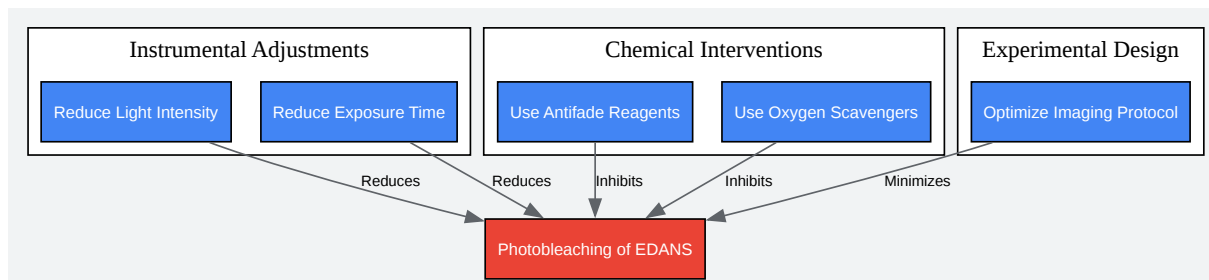 Instrumental Adjustments
Chemical Interventions
Experimental Design
Reduce Light Intensity
Reduce Exposure Time
Use Antifade Reagents
Use Oxygen Scavengers
Optimize Imaging Protocol
Reduces
Reduces
Inhibits
Inhibits
Minimizes
Photobleaching of EDANS